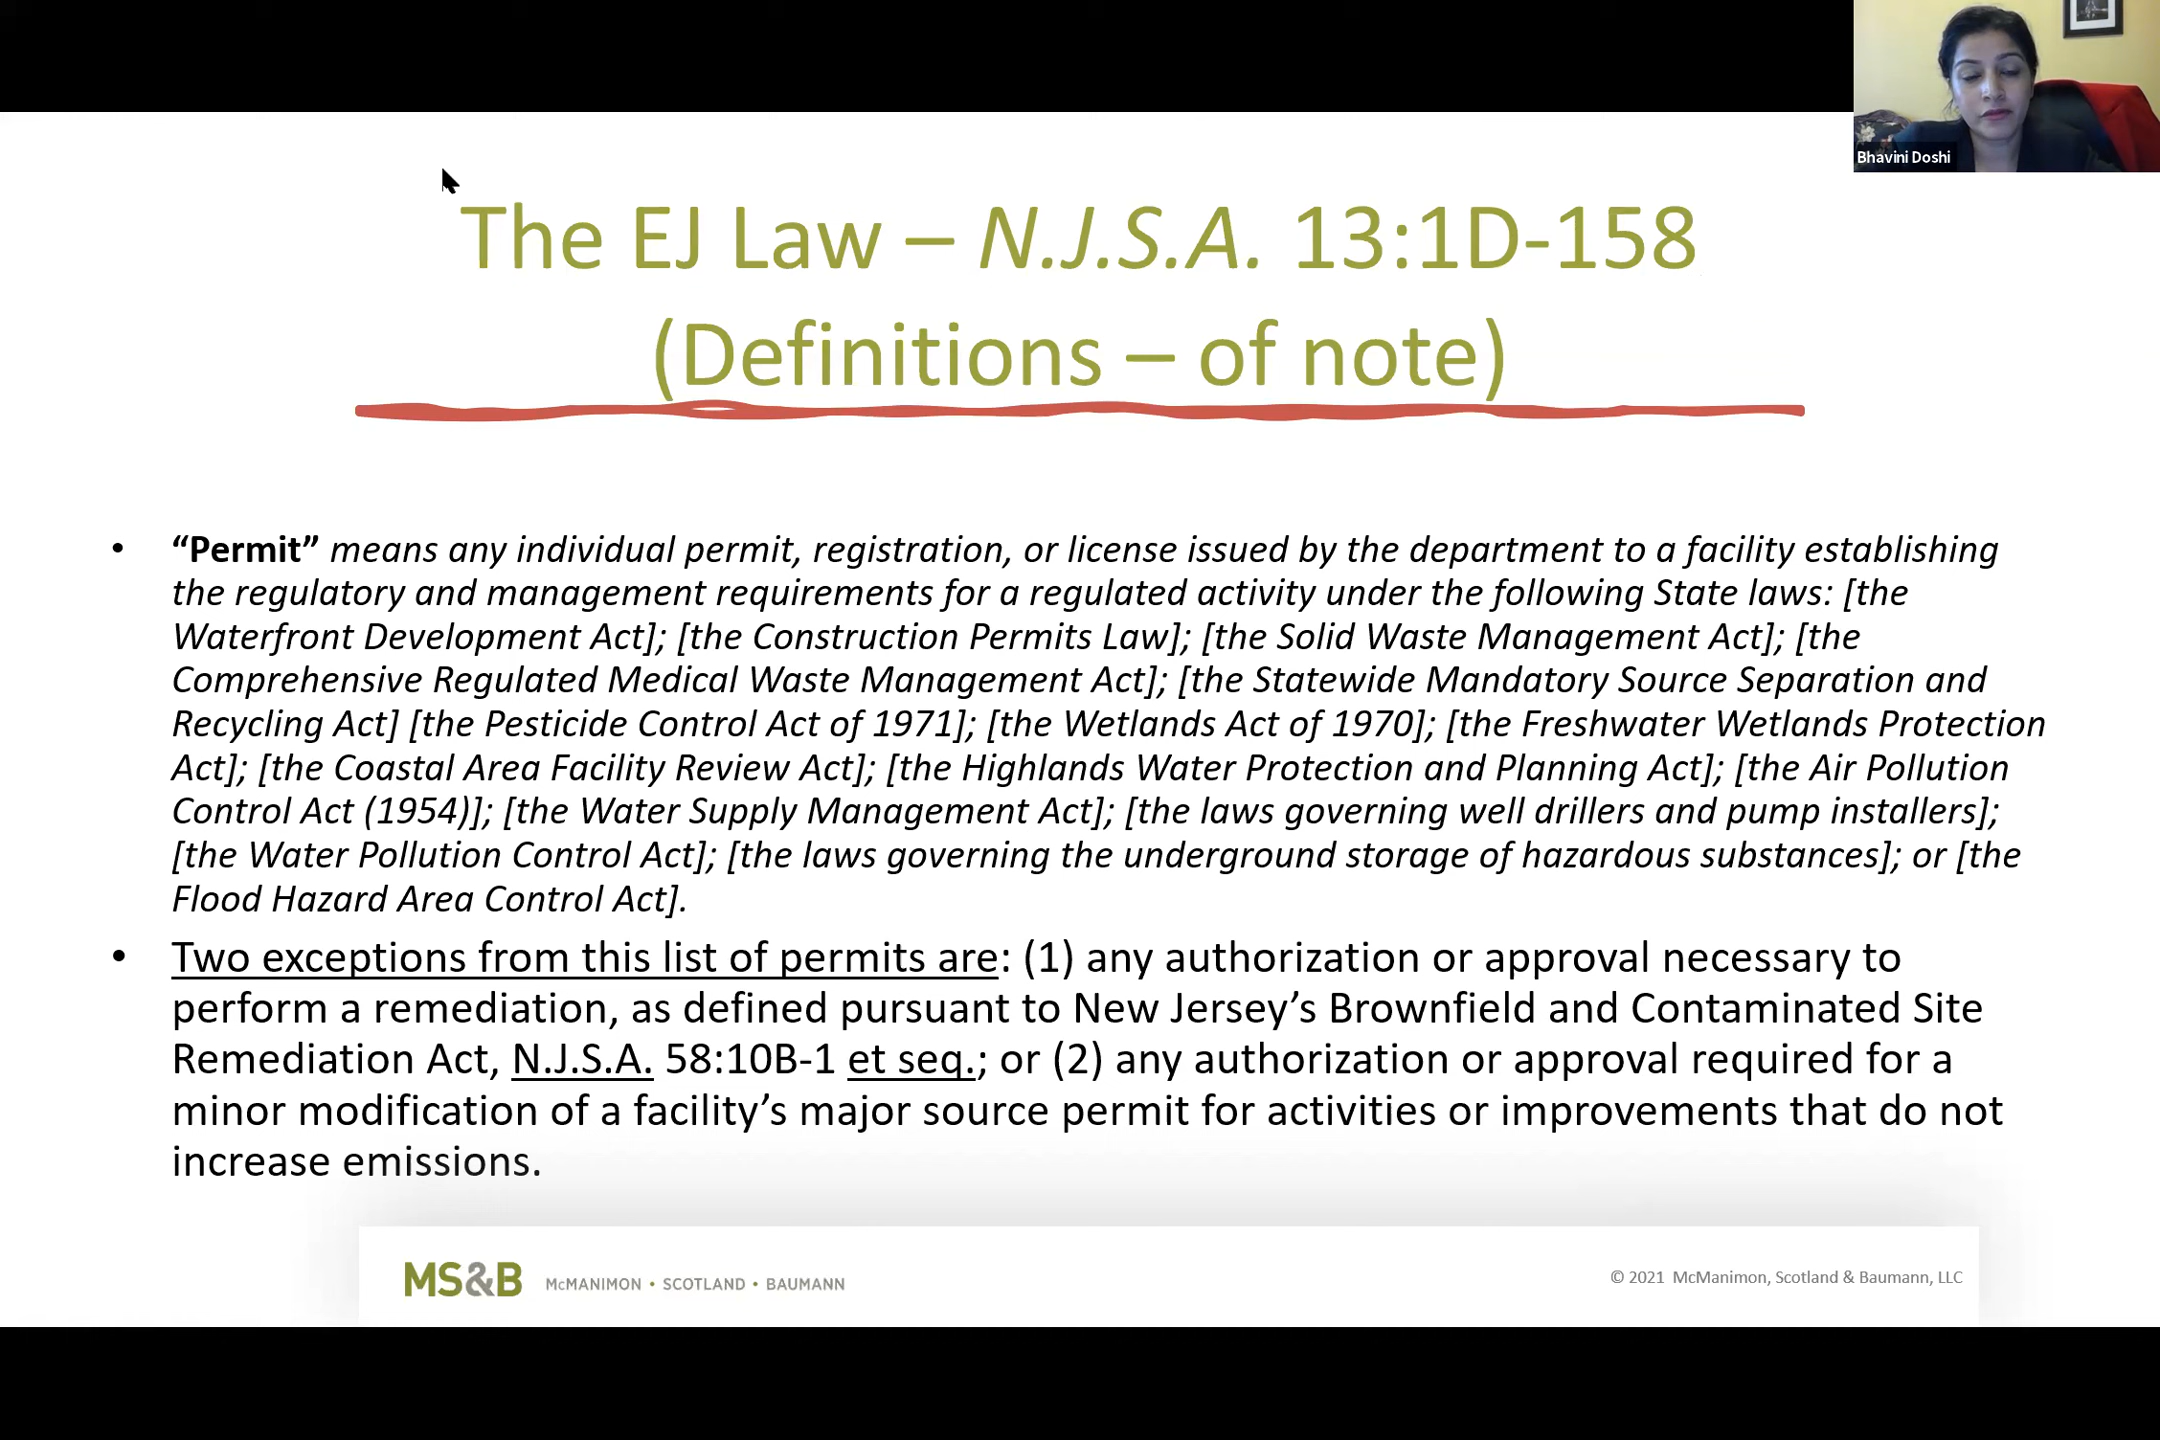 Bhavini Doshi
The EJ Law – N.J.S.A. 13:1D-158
(Definitions – of note)
• “Permit” means any individual permit, registration, or license issued by the department to a facility establishing
the regulatory and management requirements for a regulated activity under the following State laws: [the
Waterfront Development Act]; [the Construction Permits Law]; [the Solid Waste Management Act]; [the
Comprehensive Regulated Medical Waste Management Act]; [the Statewide Mandatory Source Separation and
Recycling Act] [the Pesticide Control Act of 1971]; [the Wetlands Act of 1970]; [the Freshwater Wetlands Protection
Act]; [the Coastal Area Facility Review Act]; [the Highlands Water Protection and Planning Act]; [the Air Pollution
Control Act (1954)]; [the Water Supply Management Act]; [the laws governing well drillers and pump installers];
[the Water Pollution Control Act]; [the laws governing the underground storage of hazardous substances]; or [the
Flood Hazard Area Control Act].
• Two exceptions from this list of permits are: (1) any authorization or approval necessary to
perform a remediation, as defined pursuant to New Jersey’s Brownfield and Contaminated Site
Remediation Act, N.J.S.A. 58:10B-1 et seq.; or (2) any authorization or approval required for a
minor modification of a facility’s major source permit for activities or improvements that do not
increase emissions.
MS&B McMANIMON • SCOTLAND • BAUMANN
© 2021 McManimon, Scotland & Baumann, LLC